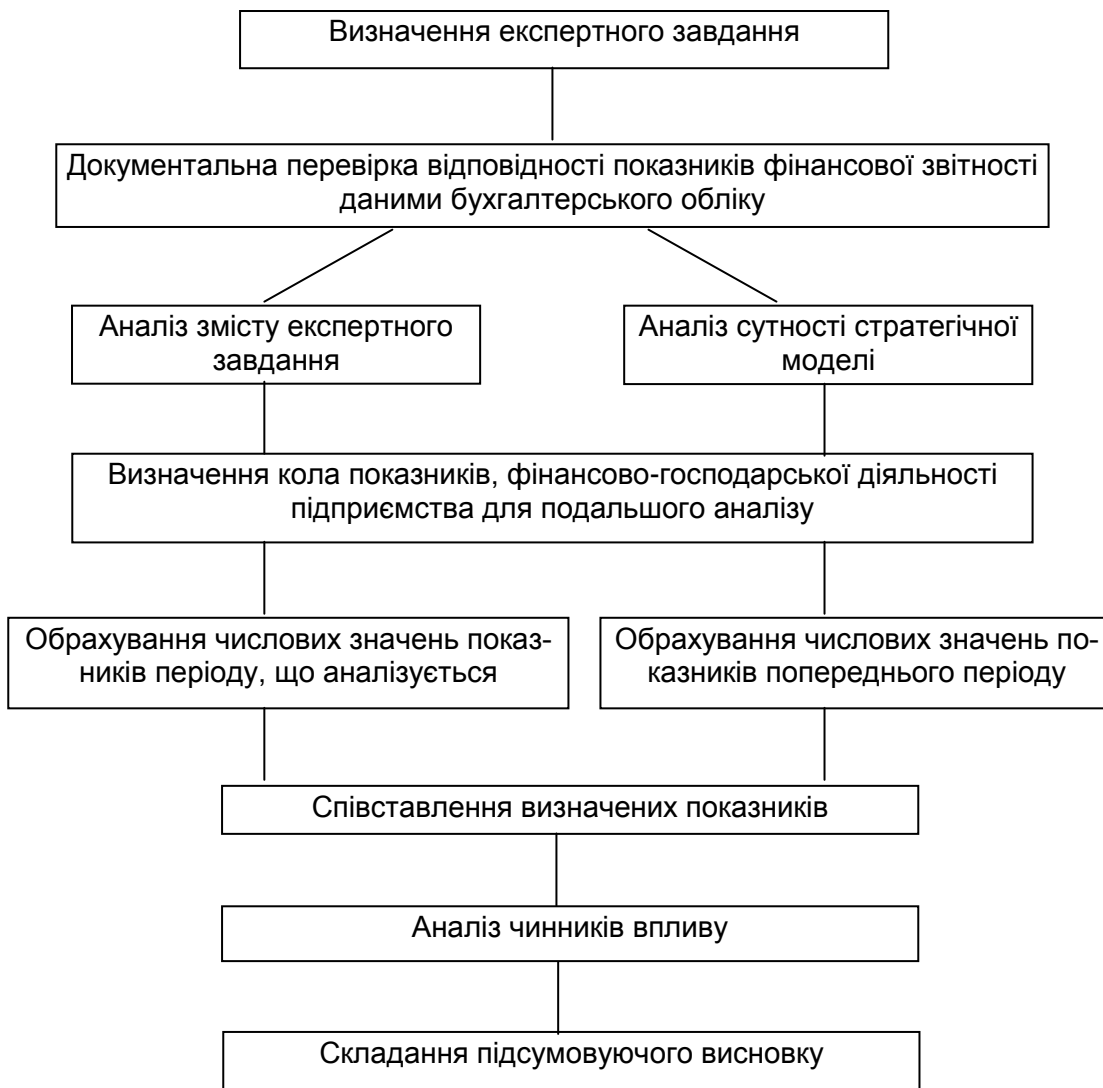 Визначення експертного завдання
Документальна перевірка відповідності показників фінансової звітності
даними бухгалтерського обліку
Аналіз змісту експертного
завдання
Аналіз сутності стратегічної
моделі
Визначення кола показників, фінансово-господарської діяльності
підприємства для подальшого аналізу
Обрахування числових значень показ-
ників періоду, що аналізується
Обрахування числових значень по-
казників попереднього періоду
Співставлення визначених показників
Аналіз чинників впливу
Складання підсумовуючого висновку